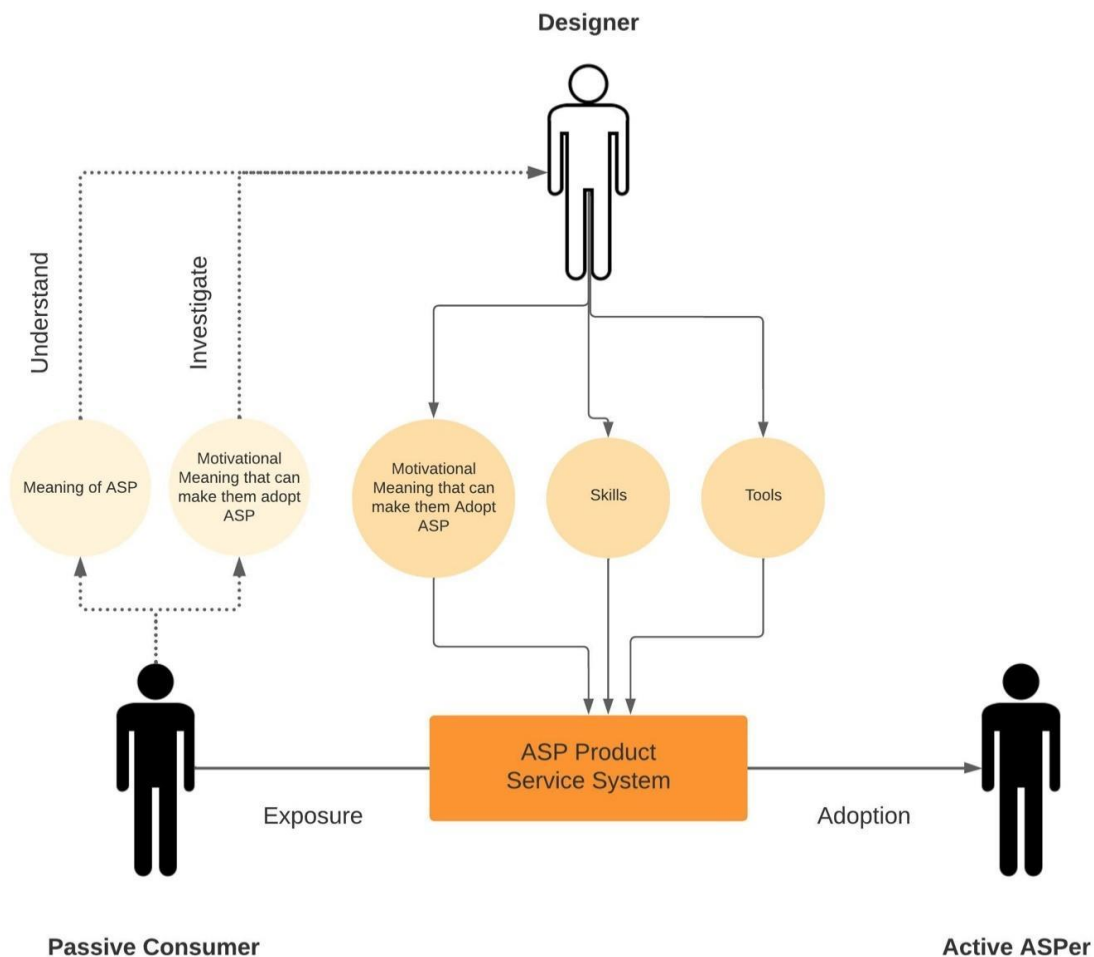 Designer
Understand
Investigate
Meaning of ASP
Motivational
Meaning that can
make them adopt
ASP
Motivational
Meaning that can
make them Adopt
ASP
Skills
Tools
ASP Product
Service System
Exposure
Adoption
Passive Consumer
Active ASPer